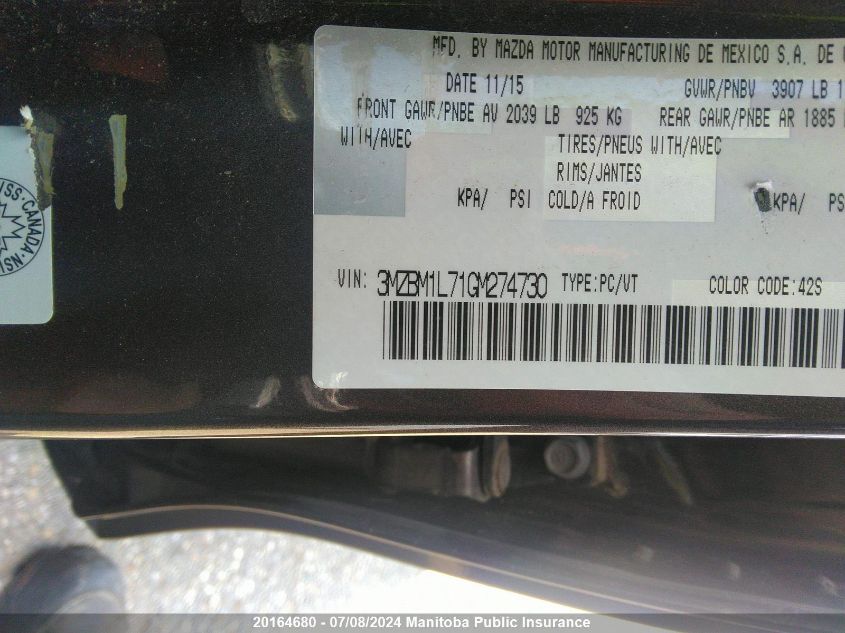 MFD. BY MAZDA MOTOR MANUFACTURING DE MEXICO S.A. DE
DATE 11/15 GVWR/PNBV 3907 LB
FRONT GAWR/PNBE AV 2039 LB 925 KG REAR GAWR/PNBE AR 1885
WITH/AVEC TIRES/PNEUS WITH/AVEC
RIMS/JANTES
KPA/ PSI COLD/A FROID KPA/ PS
VIN: 3MZBM1L71GM274730 TYPE:PC/VT COLOR CODE:42S
CANADA
20164680 - 07/08/2024 Manitoba Public Insurance